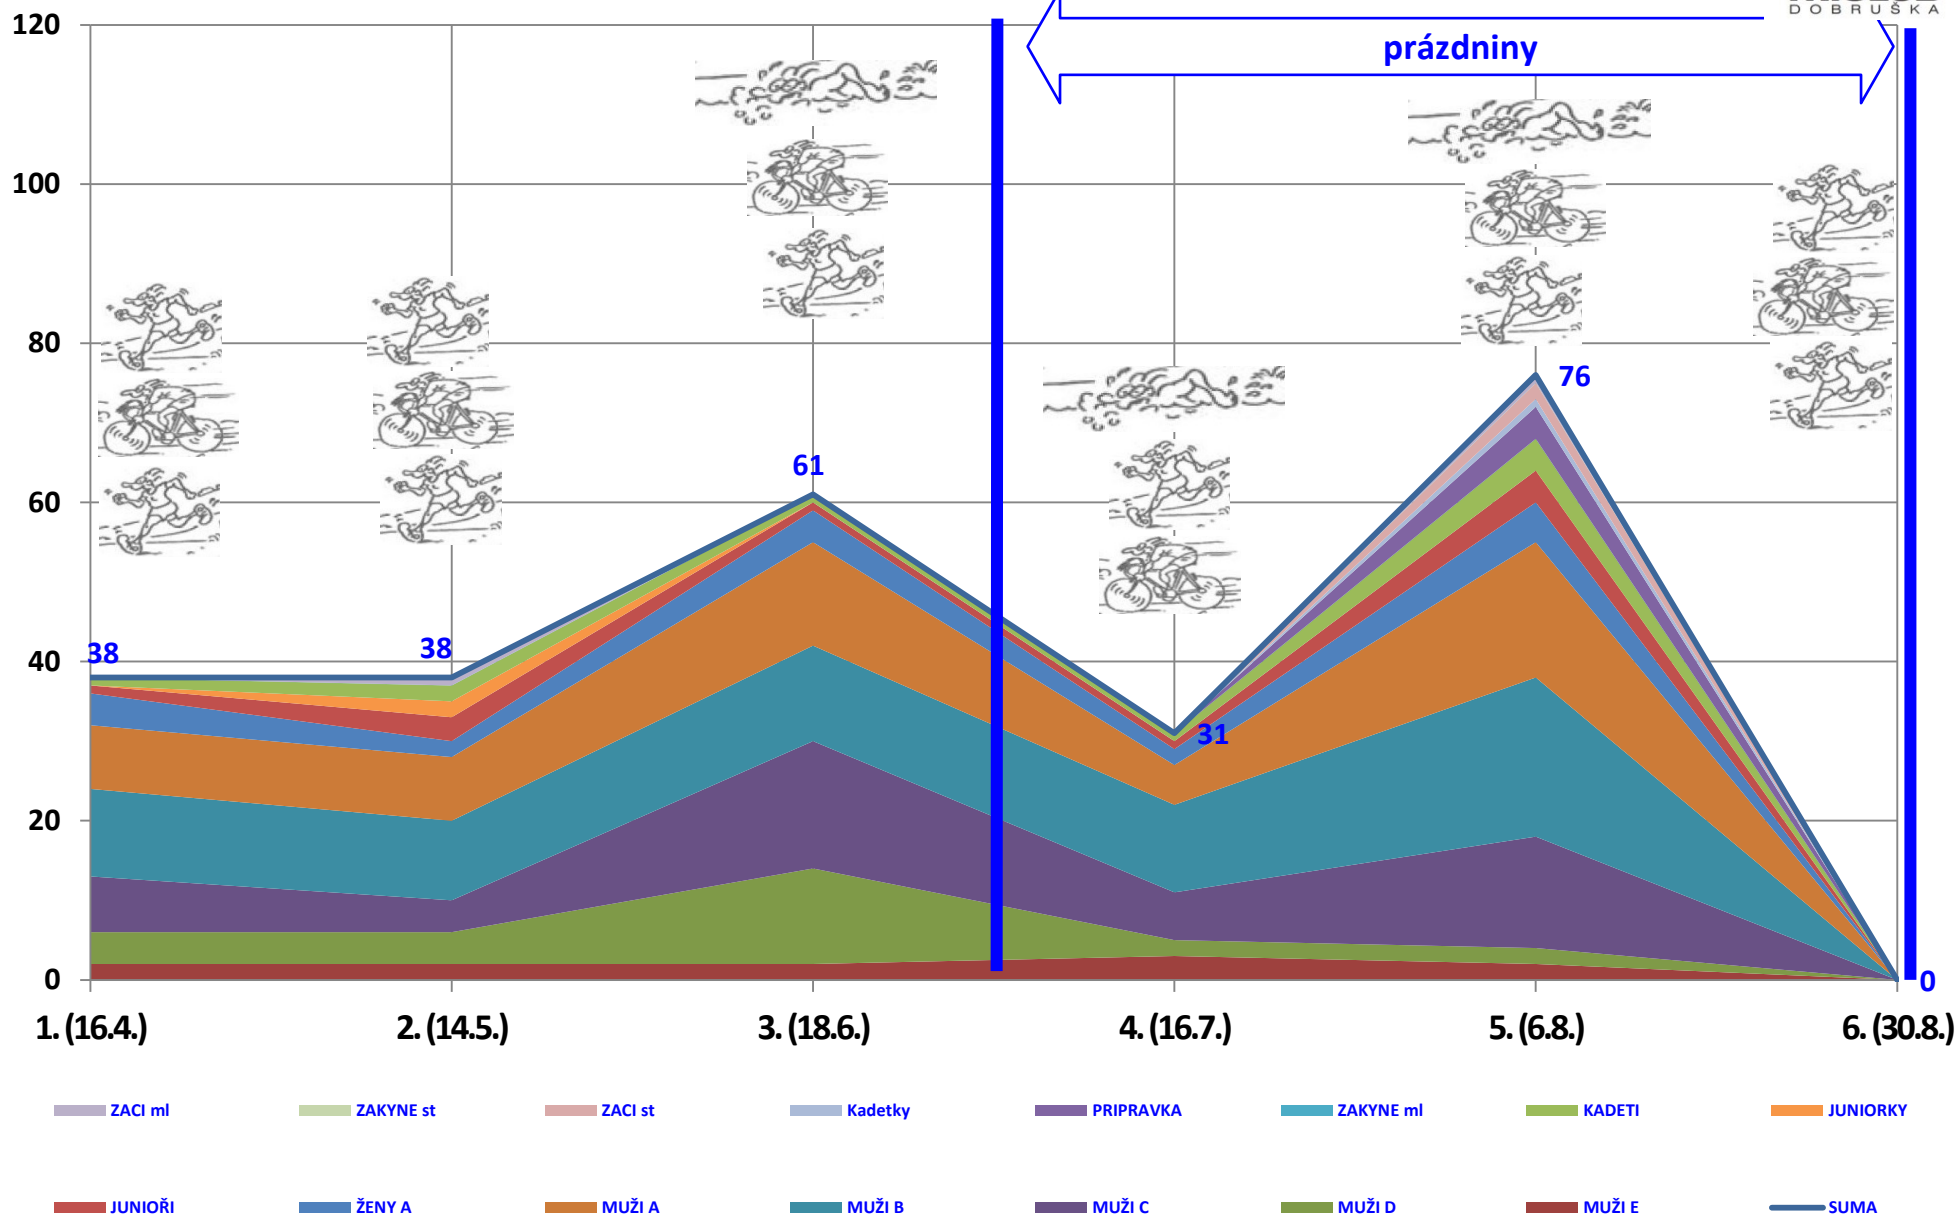 DOBRUŠKA
prázdniny
120
100
80
60
40
20
0
38
38
61
31
76
0
1. (16.4.)
2. (14.5.)
3. (18.6.)
4. (16.7.)
5. (6.8.)
6. (30.8.)
ZACI ml
ZAKYNE st
ZACI st
Kadetky
PRIPRAVKA
ZAKYNE ml
KADETI
JUNIORKY
JUNIOŘI
ŽENY A
MUŽI A
MUŽI B
MUŽI C
MUŽI D
MUŽI E
SUMA